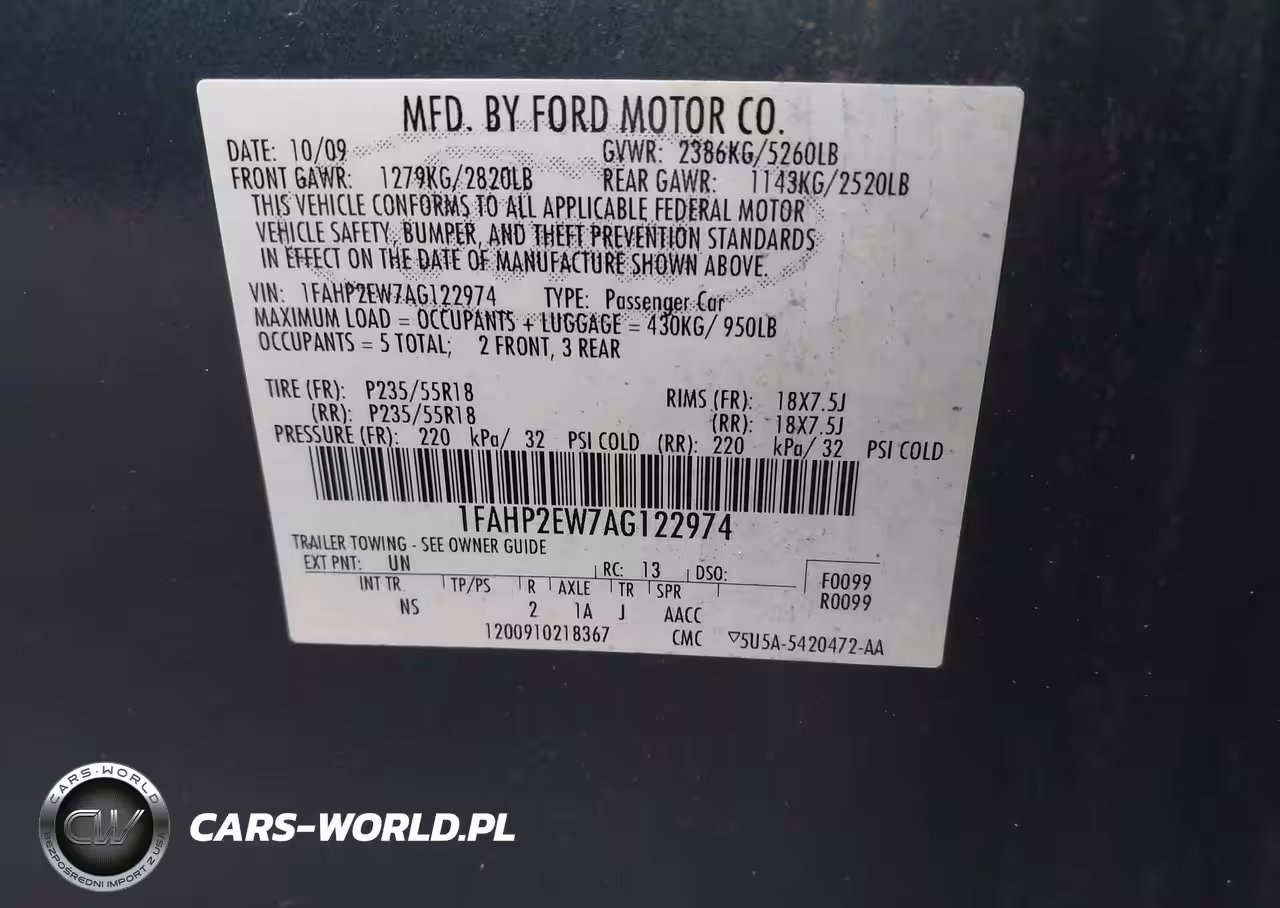 MFD. BY FORD MOTOR CO.
DATE: 10/09 GVWR: 2386KG/5260LB
FRONT GAWR: 1279KG/2820LB REAR GAWR: 1143KG/2520LB
THIS VEHICLE CONFORMS TO ALL APPLICABLE FEDERAL MOTOR
VEHICLE SAFETY, BUMPER, AND THEFT PREVENTION STANDARDS
IN EFFECT ON THE DATE OF MANUFACTURE SHOWN ABOVE.
VIN: 1FAHP2EW7AG122974 TYPE: Passenger Car
MAXIMUM LOAD = OCCUPANTS + LUGGAGE = 430KG/ 950LB
OCCUPANTS = 5 TOTAL; 2 FRONT, 3 REAR
TIRE (FR): P235/55R18 RIMS (FR): 18X7.5J
(RR): P235/55R18 (RR): 18X7.5J
PRESSURE (FR): 220 kPa/ 32 PSI COLD (RR): 220 kPa/ 32 PSI COLD
1FAHP2EW7AG122974
TRAILER TOWING - SEE OWNER GUIDE
EXT PNT: UN RC: 13 DSO: F0099
INT TR. TP/PS R AXLE TR SPR R0099
NS 2 1A J AACC
1200910218367 CMC ▽5U5A-5420472-AA
CARS-WORLD
CW
BEZPOŚREDNI IMPORT Z USA
CARS-WORLD.PL